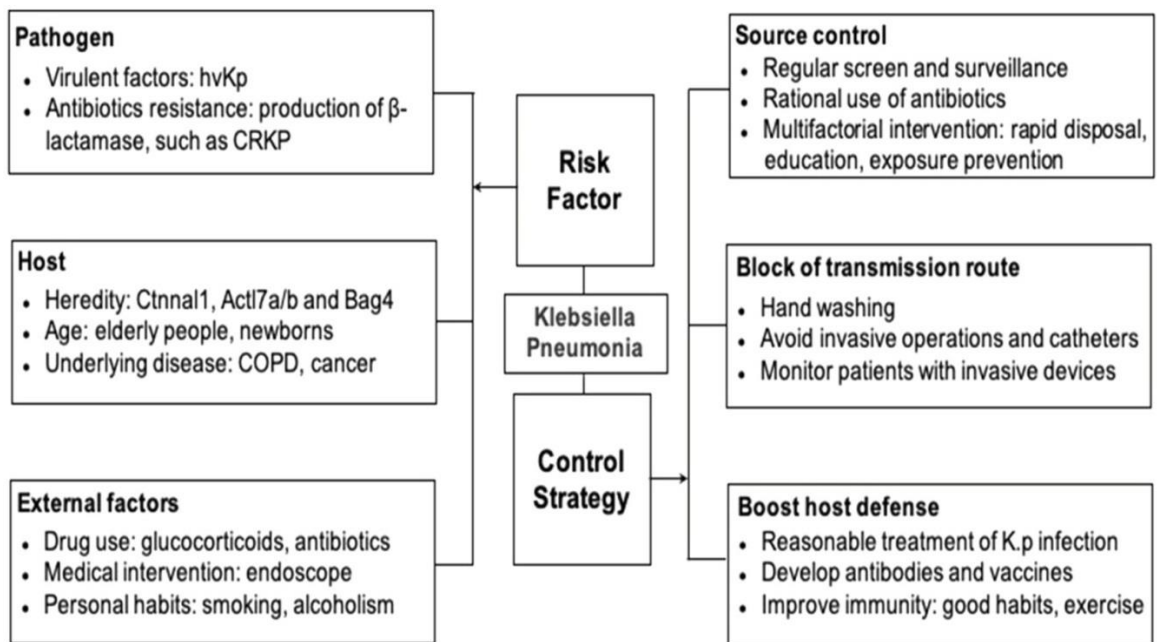 Pathogen
• Virulent factors: hvKp
• Antibiotics resistance: production of β-
lactamase, such as CRKP
Host
• Heredity: Ctnnal1, Actl7a/b and Bag4
• Age: elderly people, newborns
• Underlying disease: COPD, cancer
External factors
• Drug use: glucocorticoids, antibiotics
• Medical intervention: endoscope
• Personal habits: smoking, alcoholism
Risk
Factor
Klebsiella
Pneumonia
Control
Strategy
Source control
• Regular screen and surveillance
• Rational use of antibiotics
• Multifactorial intervention: rapid disposal,
education, exposure prevention
Block of transmission route
• Hand washing
• Avoid invasive operations and catheters
• Monitor patients with invasive devices
Boost host defense
• Reasonable treatment of K.p infection
• Develop antibodies and vaccines
• Improve immunity: good habits, exercise